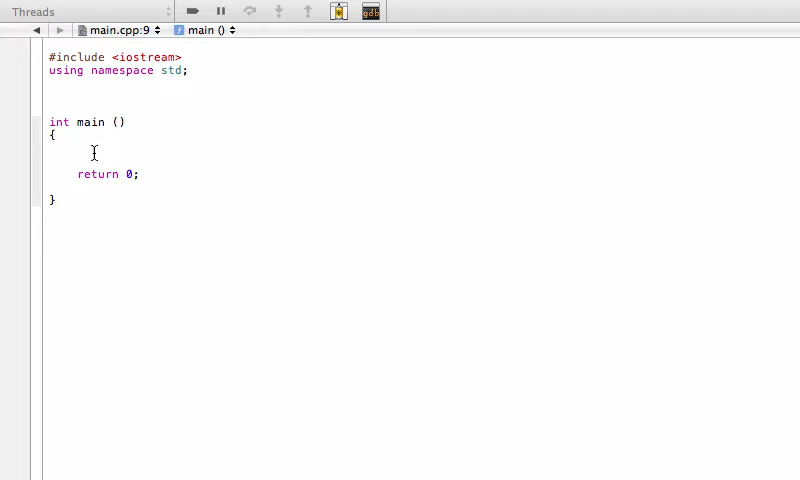 Threads
gdb
main.cpp:9 main ()
#include <iostream>
using namespace std;
int main ()
{
return 0;
}